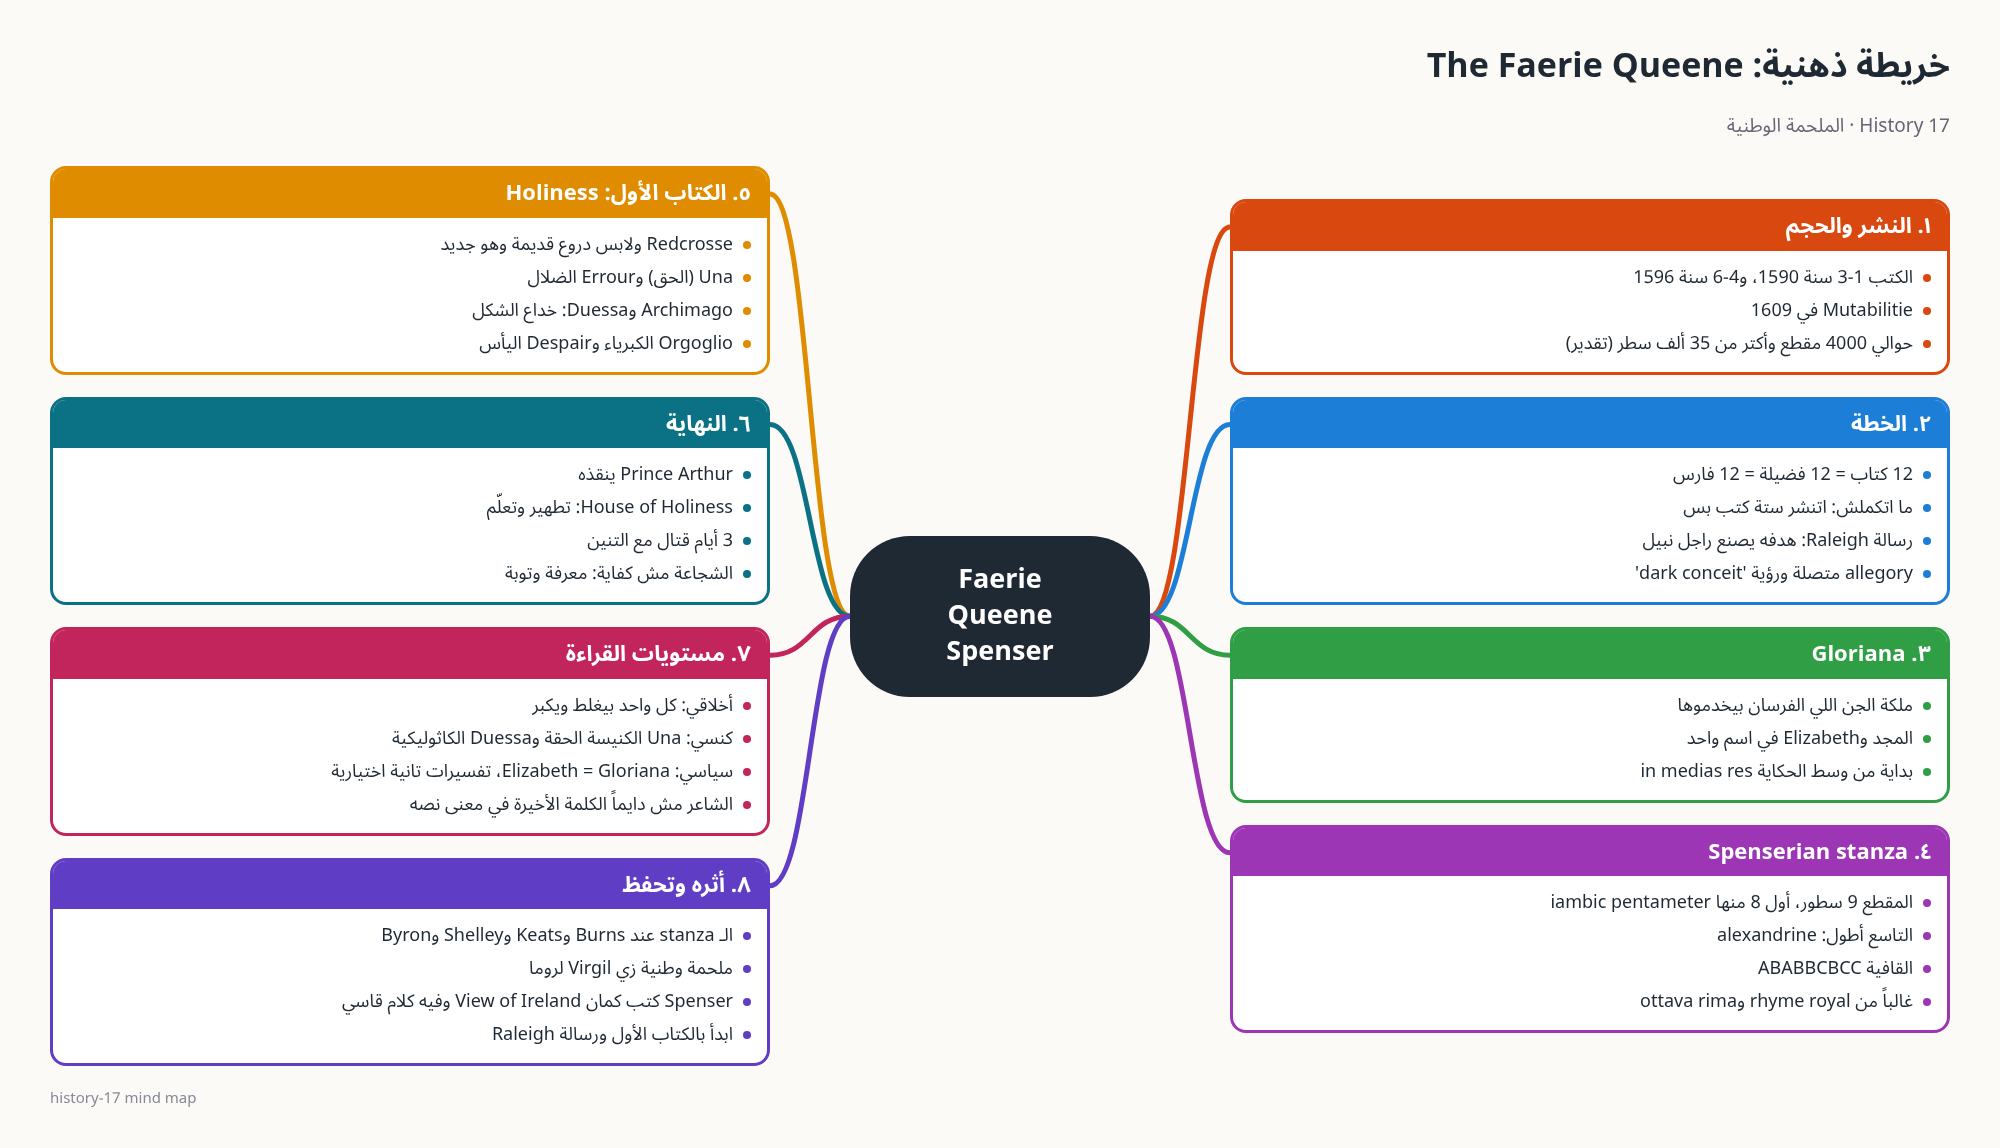 خريطة ذهنية: The Faerie Queene
History 17 · الملحمة الوطنية
١. النشر والحجم
الكتب 1-3 سنة 1590، و4-6 سنة 1596
Mutabilitie في 1609
حوالي 4000 مقطع وأكتر من 35 ألف سطر (تقدير)
٢. الخطة
12 كتاب = 12 فضيلة = 12 فارس
ما اتكملش: اتنشر ستة كتب بس
رسالة Raleigh: هدفه يصنع راجل نبيل
allegory متصلة ورؤية 'dark conceit'
٣. Gloriana
ملكة الجن اللي الفرسان بيخدموها
المجد وElizabeth في اسم واحد
بداية من وسط الحكاية in medias res
٤. Spenserian stanza
المقطع 9 سطور، أول 8 منها iambic pentameter
التاسع أطول: alexandrine
القافية ABABBCBCC
غالباً من rhyme royal وottava rima
Faerie
Queene
Spenser
٥. الكتاب الأول: Holiness
Redcrosse ولابس دروع قديمة وهو جديد
Una (الحق) وErrour الضلال
Archimago وDuessa: خداع الشكل
Orgoglio الكبرياء وDespair اليأس
٦. النهاية
Prince Arthur ينقذه
House of Holiness: تطهير وتعلّم
3 أيام قتال مع التنين
الشجاعة مش كفاية: معرفة وتوبة
٧. مستويات القراءة
أخلاقي: كل واحد بيغلط ويكبر
كنسي: Una الكنيسة الحقة وDuessa الكاثوليكية
سياسي: Elizabeth = Gloriana، تفسيرات تانية اختيارية
الشاعر مش دايماً الكلمة الأخيرة في معنى نصه
٨. أثره وتحفظ
الـ stanza عند Burns وKeats وShelley وByron
ملحمة وطنية زي Virgil لروما
Spenser كتب كمان View of Ireland وفيه كلام قاسي
ابدأ بالكتاب الأول ورسالة Raleigh
history-17 mind map